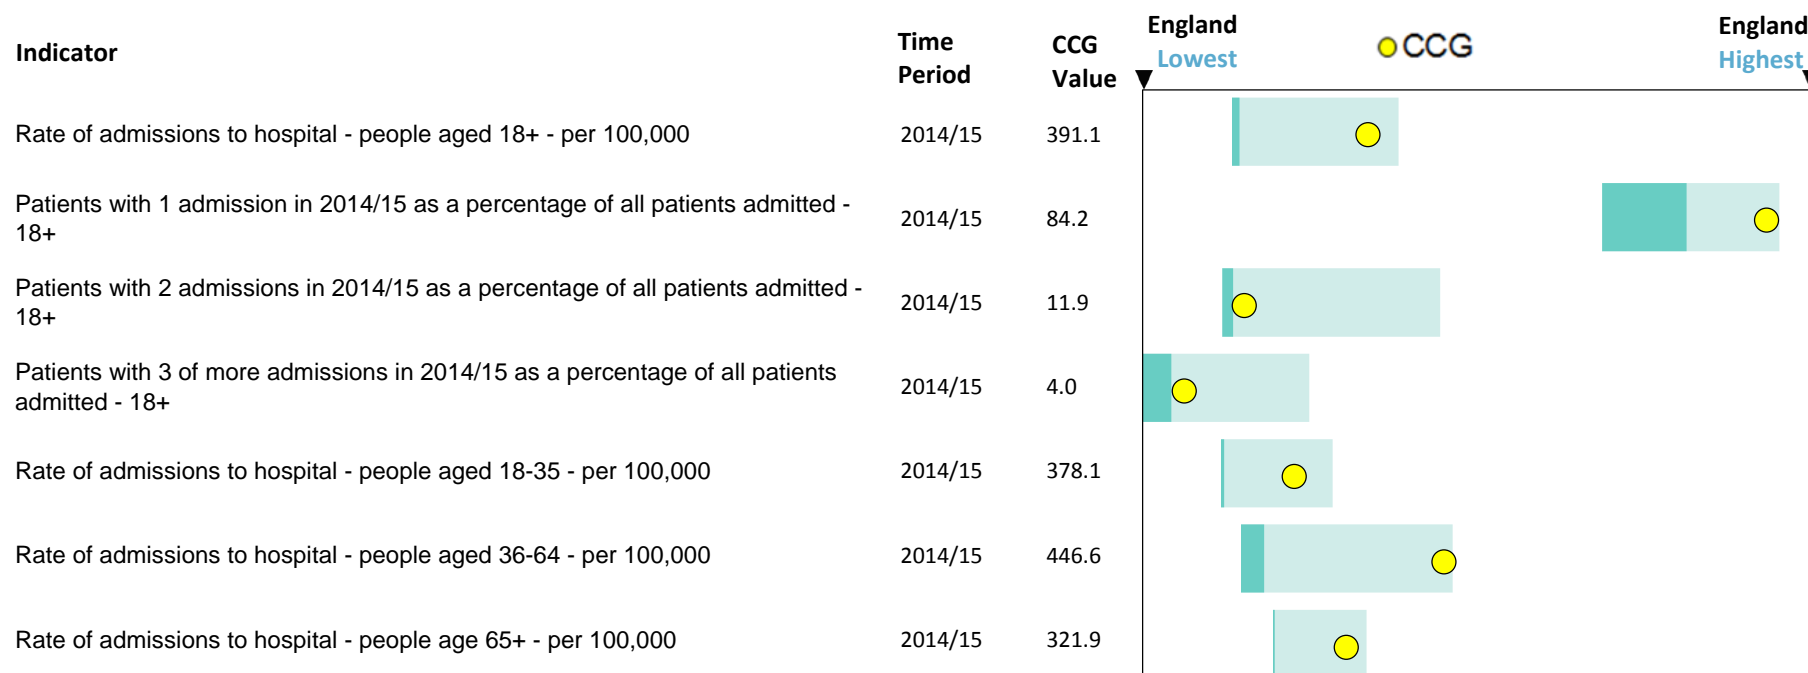 Indicator
Time Period
CCG Value
England Lowest
CCG
England Highest
Rate of admissions to hospital - people aged 18+ - per 100,000
2014/15
391.1
Patients with 1 admission in 2014/15 as a percentage of all patients admitted -
18+
2014/15
84.2
Patients with 2 admissions in 2014/15 as a percentage of all patients admitted -
18+
2014/15
11.9
Patients with 3 of more admissions in 2014/15 as a percentage of all patients
admitted - 18+
2014/15
4.0
Rate of admissions to hospital - people aged 18-35 - per 100,000
2014/15
378.1
Rate of admissions to hospital - people aged 36-64 - per 100,000
2014/15
446.6
Rate of admissions to hospital - people age 65+ - per 100,000
2014/15
321.9